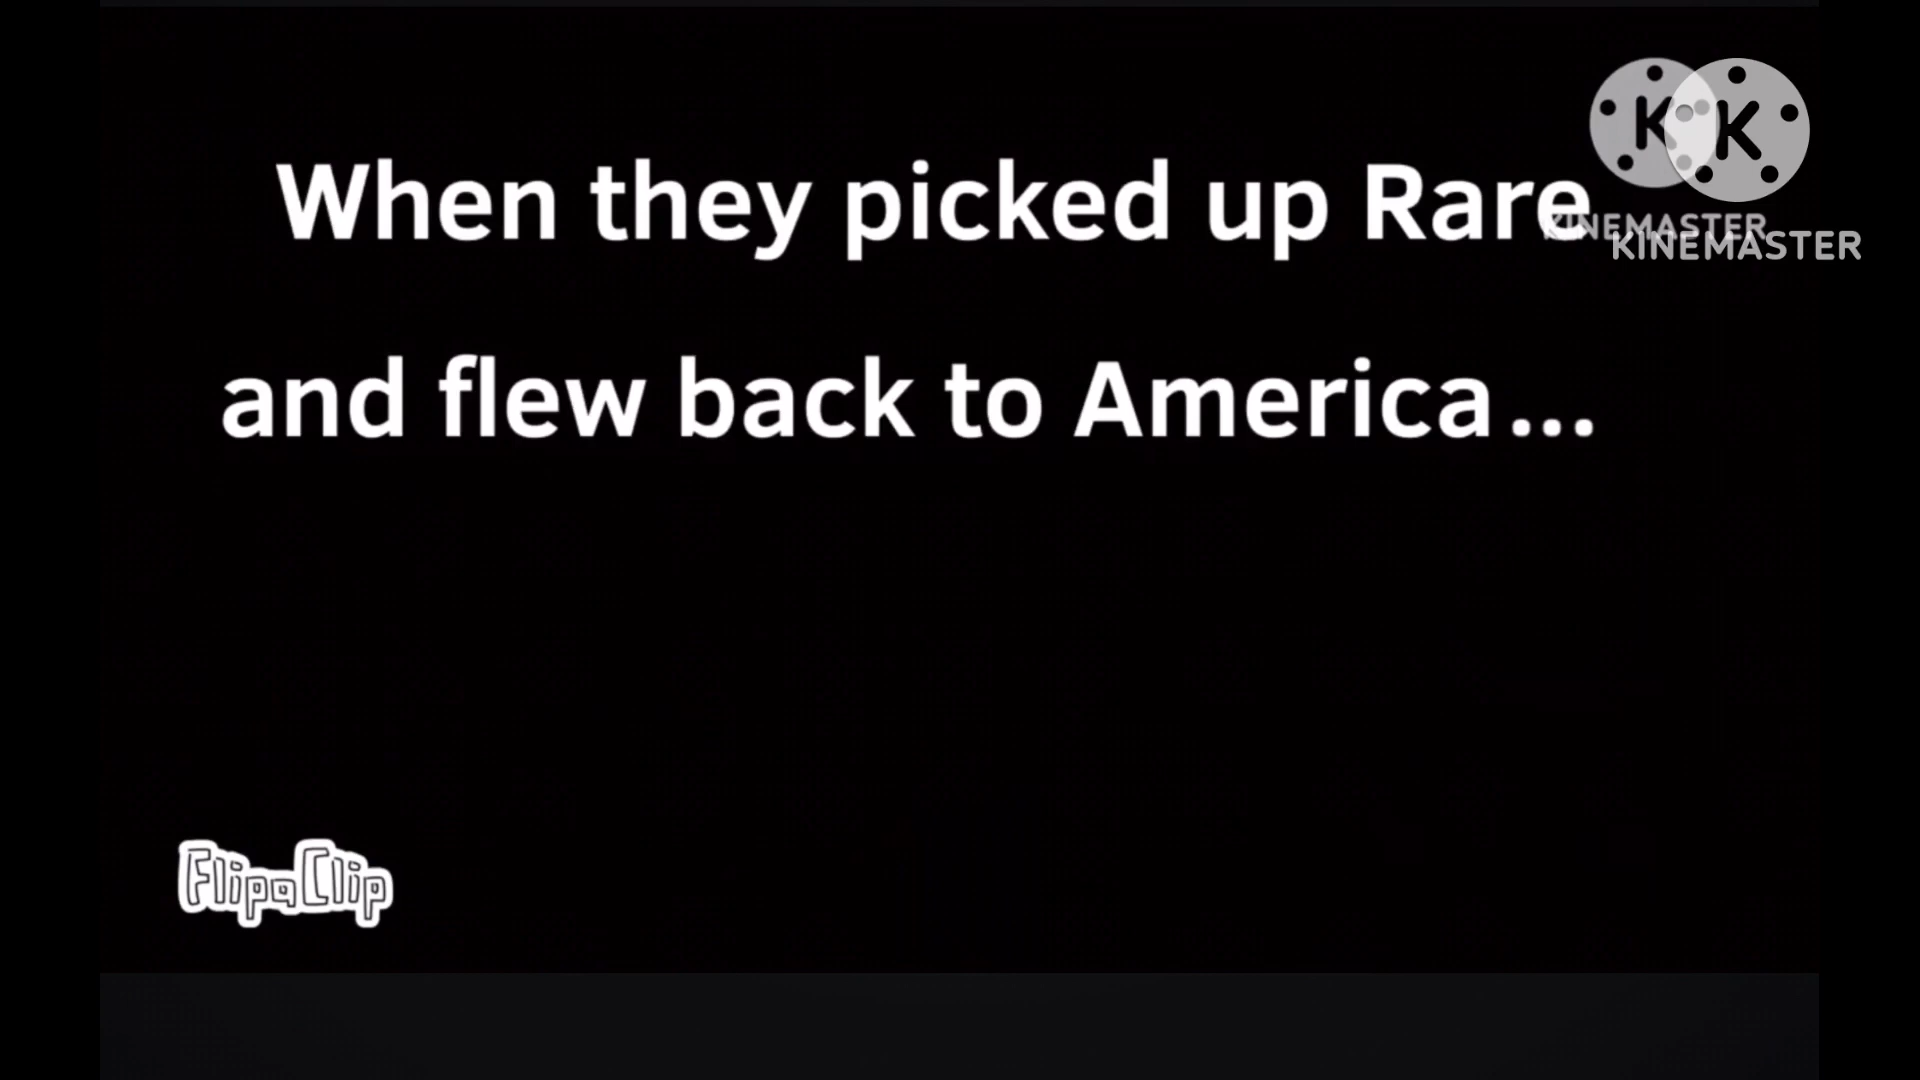 When they picked up Rare
and flew back to America...
K K
KINEMASTER
KINEMASTER
FlipaClip